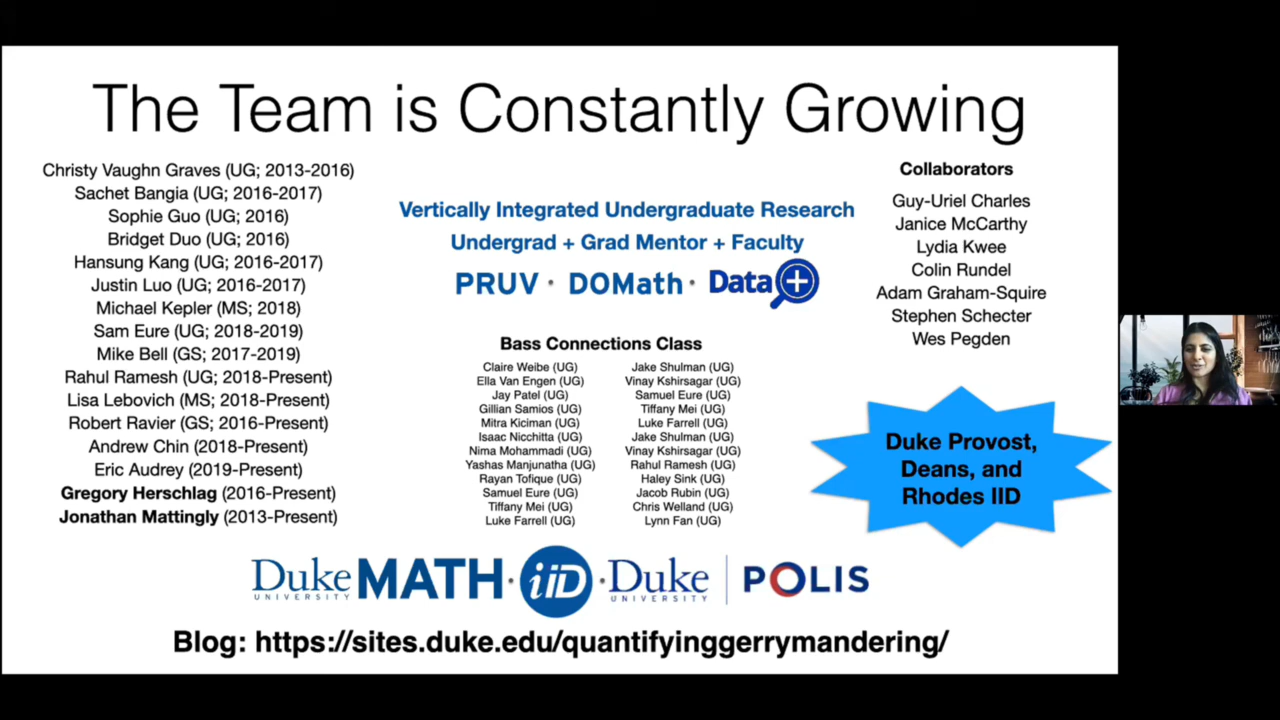 The Team is Constantly Growing
Christy Vaughn Graves (UG; 2013-2016)
Sachet Bangia (UG; 2016-2017)
Sophie Guo (UG; 2016)
Bridget Duo (UG; 2016)
Hansung Kang (UG; 2016-2017)
Justin Luo (UG; 2016-2017)
Michael Kepler (MS; 2018)
Sam Eure (UG; 2018-2019)
Mike Bell (GS; 2017-2019)
Rahul Ramesh (UG; 2018-Present)
Lisa Lebovich (MS; 2018-Present)
Robert Ravier (GS; 2016-Present)
Andrew Chin (2018-Present)
Eric Audrey (2019-Present)
Gregory Herschlag (2016-Present)
Jonathan Mattingly (2013-Present)
Vertically Integrated Undergraduate Research
Undergrad + Grad Mentor + Faculty
PRUV · DOMath · Data+
Bass Connections Class
Claire Weibe (UG)
Ella Van Engen (UG)
Jay Patel (UG)
Gillian Samios (UG)
Mitra Kiciman (UG)
Isaac Nicchitta (UG)
Nima Mohammadi (UG)
Yashas Manjunatha (UG)
Rayan Tofique (UG)
Samuel Eure (UG)
Tiffany Mei (UG)
Luke Farrell (UG)
Jake Shulman (UG)
Vinay Kshirsagar (UG)
Samuel Eure (UG)
Tiffany Mei (UG)
Luke Farrell (UG)
Jake Shulman (UG)
Vinay Kshirsagar (UG)
Rahul Ramesh (UG)
Haley Sink (UG)
Jacob Rubin (UG)
Chris Welland (UG)
Lynn Fan (UG)
Collaborators
Guy-Uriel Charles
Janice McCarthy
Lydia Kwee
Colin Rundel
Adam Graham-Squire
Stephen Schecter
Wes Pegden
Duke Provost,
Deans, and
Rhodes IID
Duke UNIVERSITY MATH · iiD · Duke UNIVERSITY | POLIS
Blog: https://sites.duke.edu/quantifyinggerrymandering/